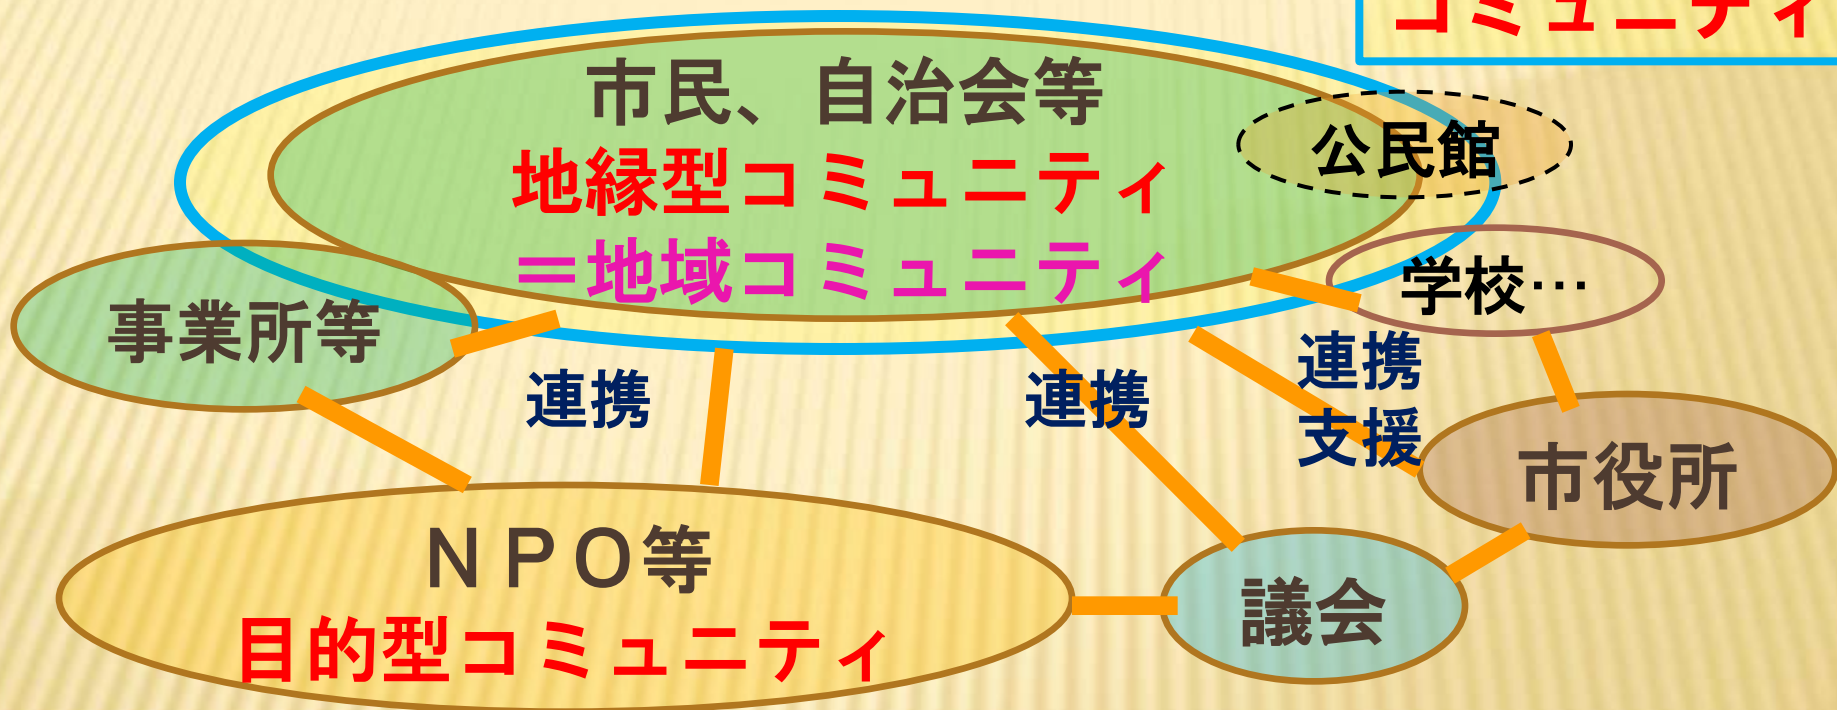 コミュニティ
市民、自治会等
地縁型コミュニティ
＝地域コミュニティ
公民館
学校…
事業所等
連携
連携
連携
支援
市役所
ＮＰＯ等
目的型コミュニティ
議会